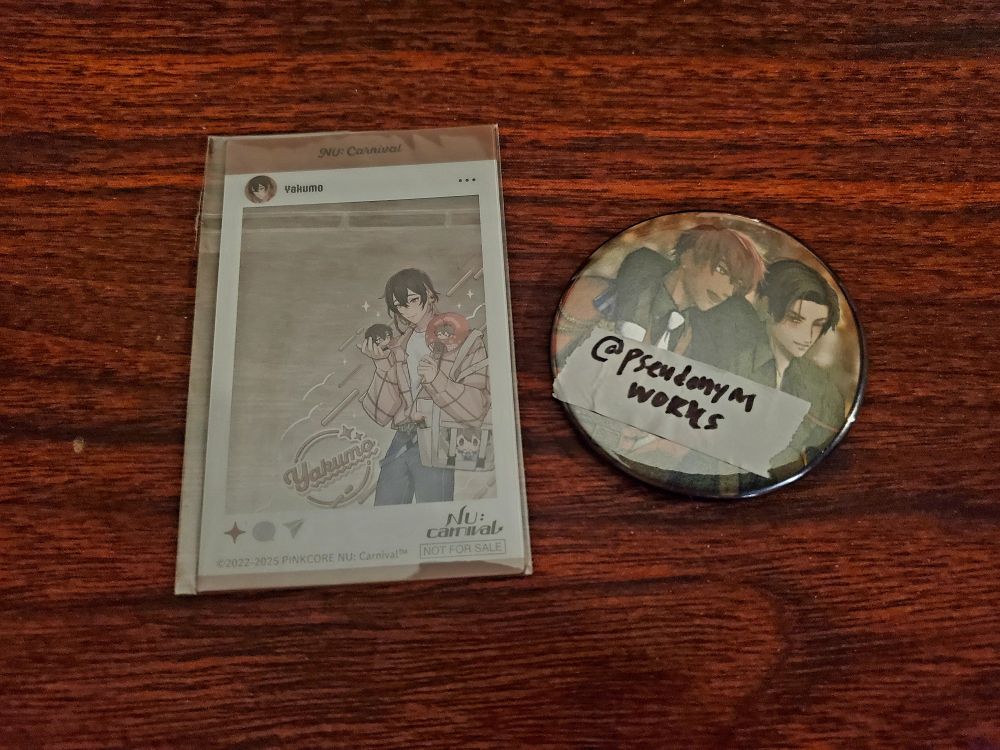 NU: Carnival
Yakumo
Yakumo
NU:
carnival
NOT FOR SALE
©2022-2025 PINKCORE NU: Carnival™
@pseudonym
works